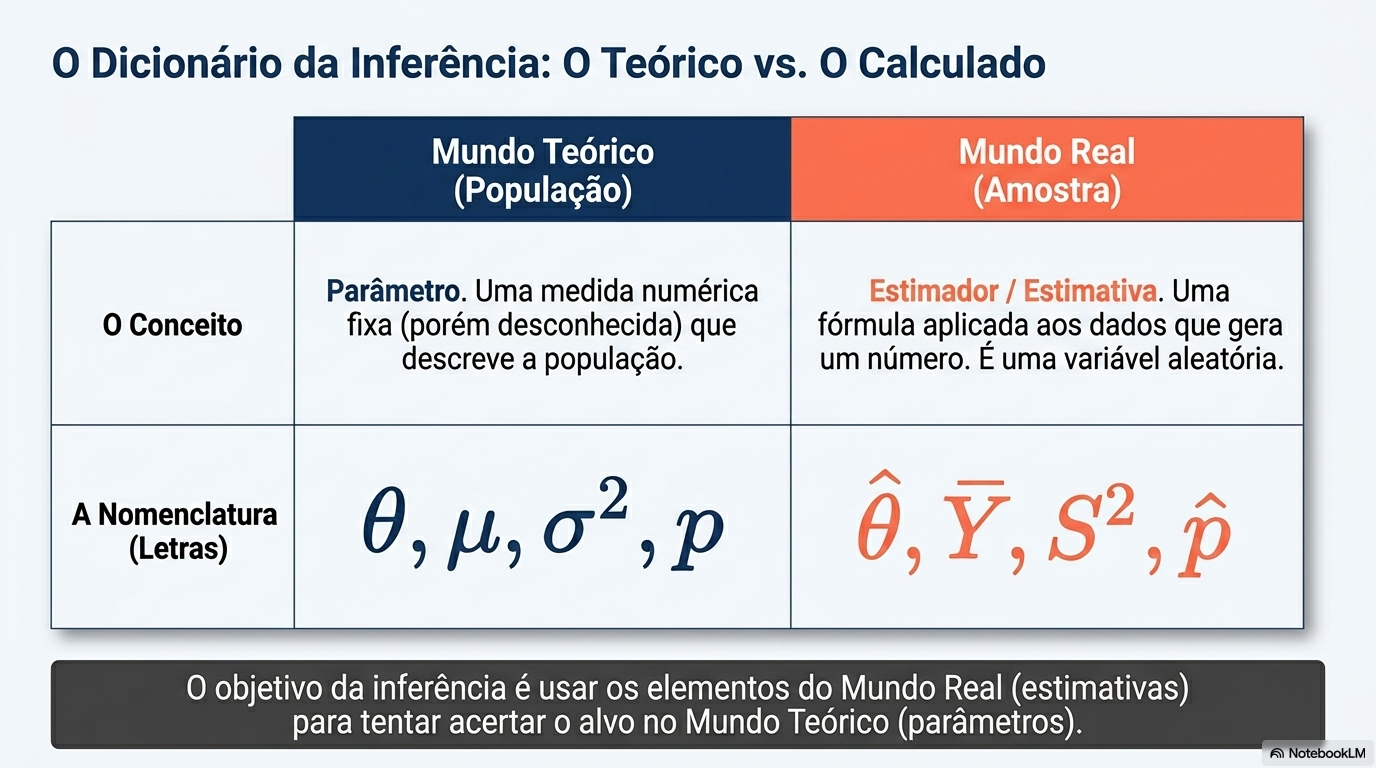 O Dicionário da Inferência: O Teórico vs. O Calculado
Mundo Teórico
(População)
Mundo Real
(Amostra)
O Conceito
Parâmetro. Uma medida numérica
fixa (porém desconhecida) que
descreve a população.
Estimador / Estimativa. Uma
fórmula aplicada aos dados que gera
um número. É uma variável aleatória.
A Nomenclatura
(Letras)
θ, μ, σ², p
θ̂, Y̅, S², p̂
O objetivo da inferência é usar os elementos do Mundo Real (estimativas)
para tentar acertar o alvo no Mundo Teórico (parâmetros).
NotebookLM